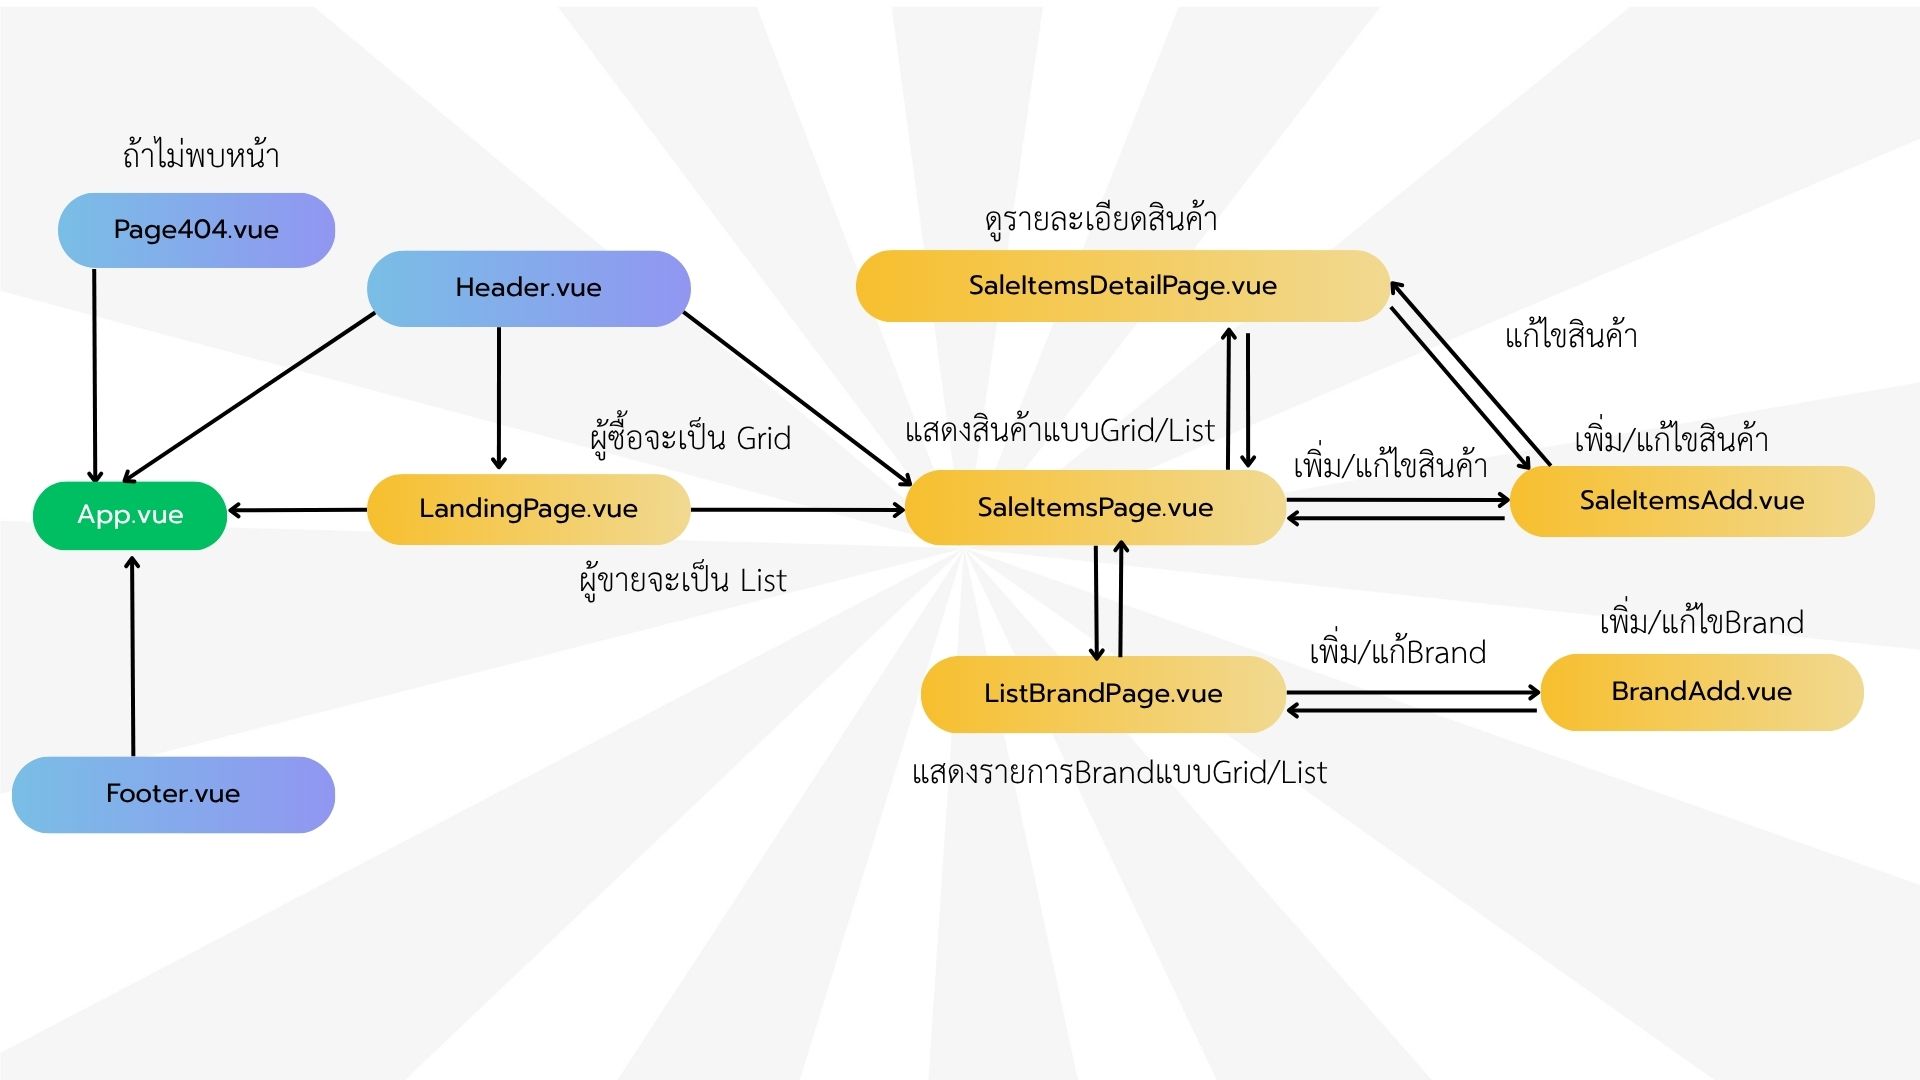 ถ้าไม่พบหน้า
Page404.vue
Header.vue
ดูรายละเอียดสินค้า
SaleItemsDetailPage.vue
แก้ไขสินค้า
ผู้ซื้อจะเป็น Grid
แสดงสินค้าแบบGrid/List
เพิ่ม/แก้ไขสินค้า
เพิ่ม/แก้ไขสินค้า
App.vue
LandingPage.vue
SaleItemsPage.vue
SaleItemsAdd.vue
ผู้ขายจะเป็น List
เพิ่ม/แก้Brand
เพิ่ม/แก้ไขBrand
ListBrandPage.vue
BrandAdd.vue
แสดงรายการBrandแบบGrid/List
Footer.vue